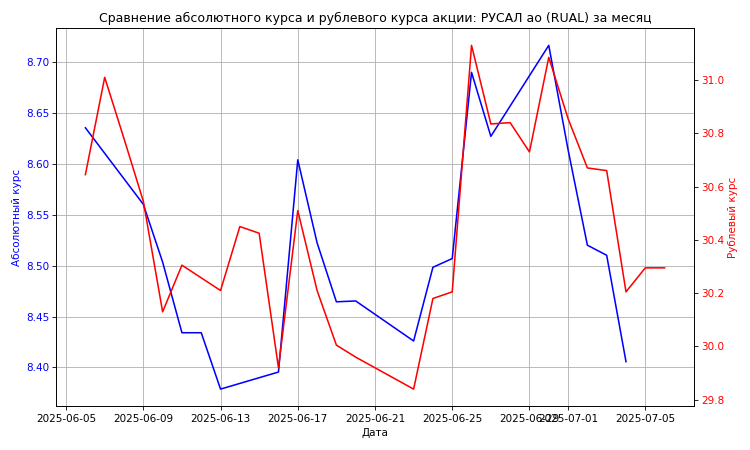 Сравнение абсолютного курса и рублевого курса акции: РУСАЛ ао (RUAL) за месяц
8.70
8.65
8.60
8.55
8.50
8.45
8.40
Абсолютный курс
31.0
30.8
30.6
30.4
30.2
30.0
29.8
Рублевый курс
2025-06-05 2025-06-09 2025-06-13 2025-06-17 2025-06-21 2025-06-25 2025-06-29 2025-07-01 2025-07-05
Дата